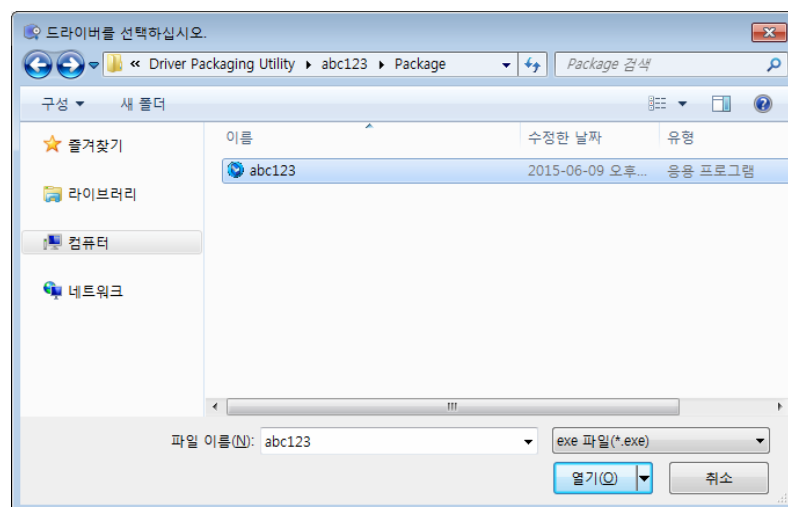 드라이버를 선택하십시오.
« Driver Packaging Utility ▸ abc123 ▸ Package
Package 검색
구성 ▼ 새 폴더
이름 수정한 날짜 유형
즐겨찾기
abc123 2015-06-09 오후... 응용 프로그램
라이브러리
컴퓨터
네트워크
파일 이름(N): abc123 exe 파일(*.exe)
열기(O) 취소